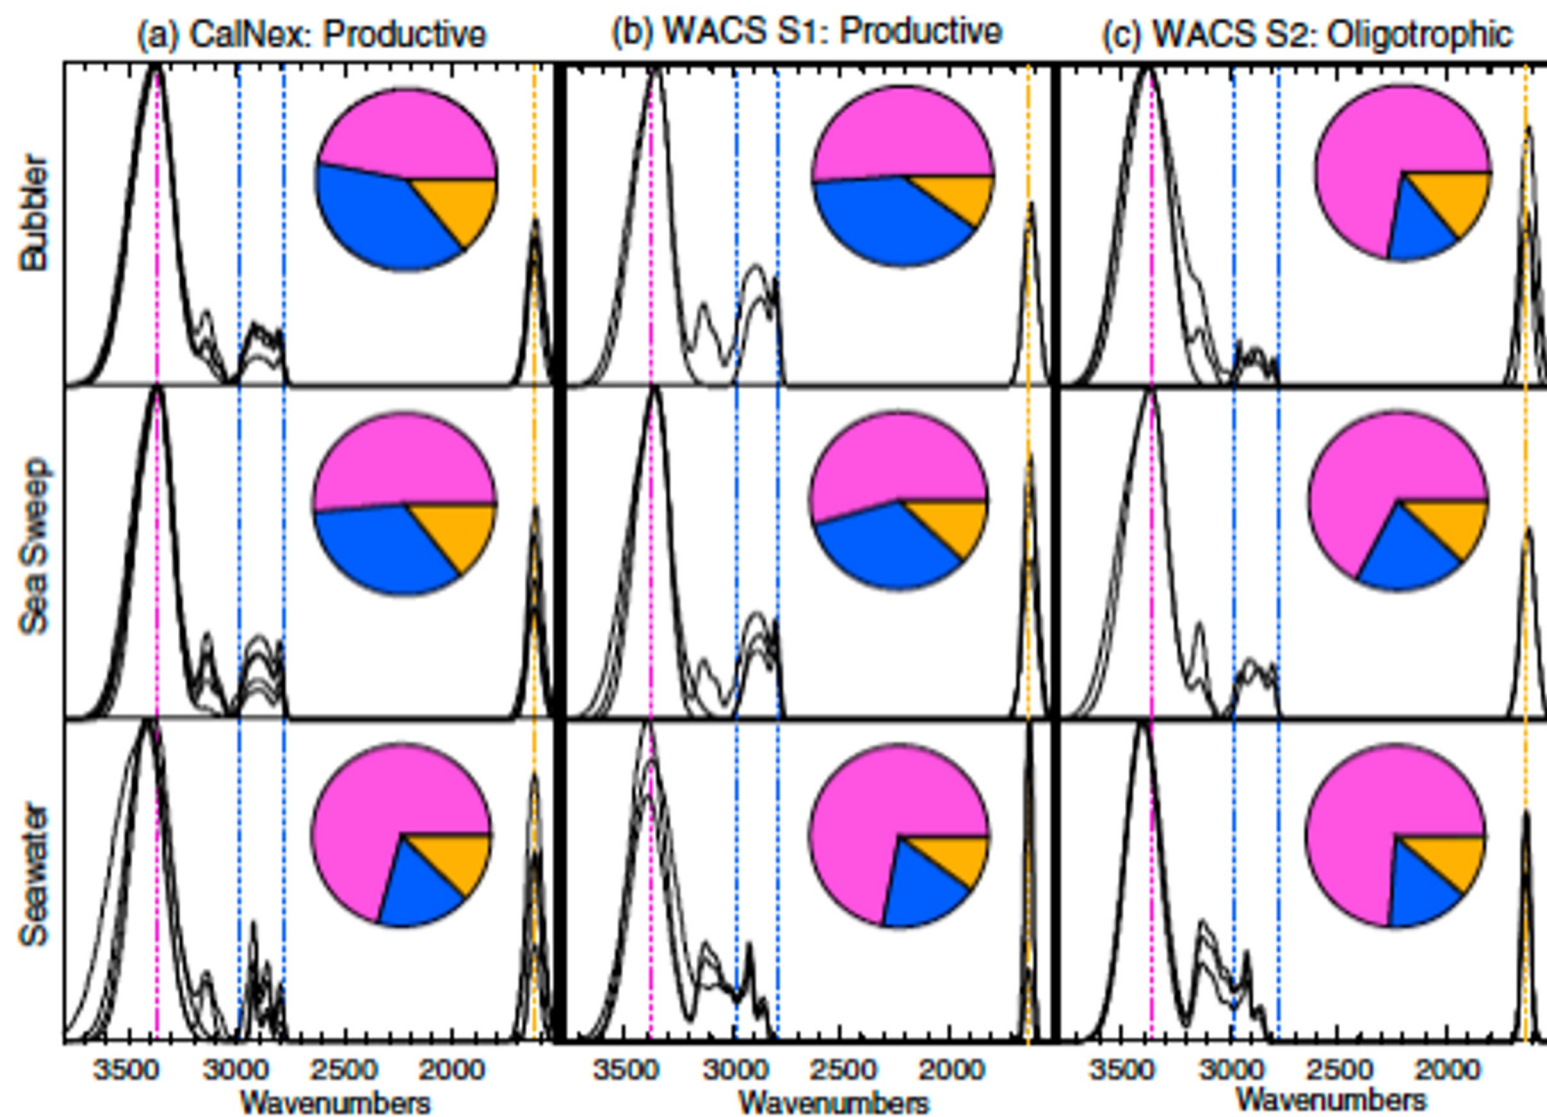 (a) CalNex: Productive
(b) WACS S1: Productive
(c) WACS S2: Oligotrophic
Bubbler
Sea Sweep
Seawater
3500 3000 2500 2000
3500 3000 2500 2000
3500 3000 2500 2000
Wavenumbers
Wavenumbers
Wavenumbers